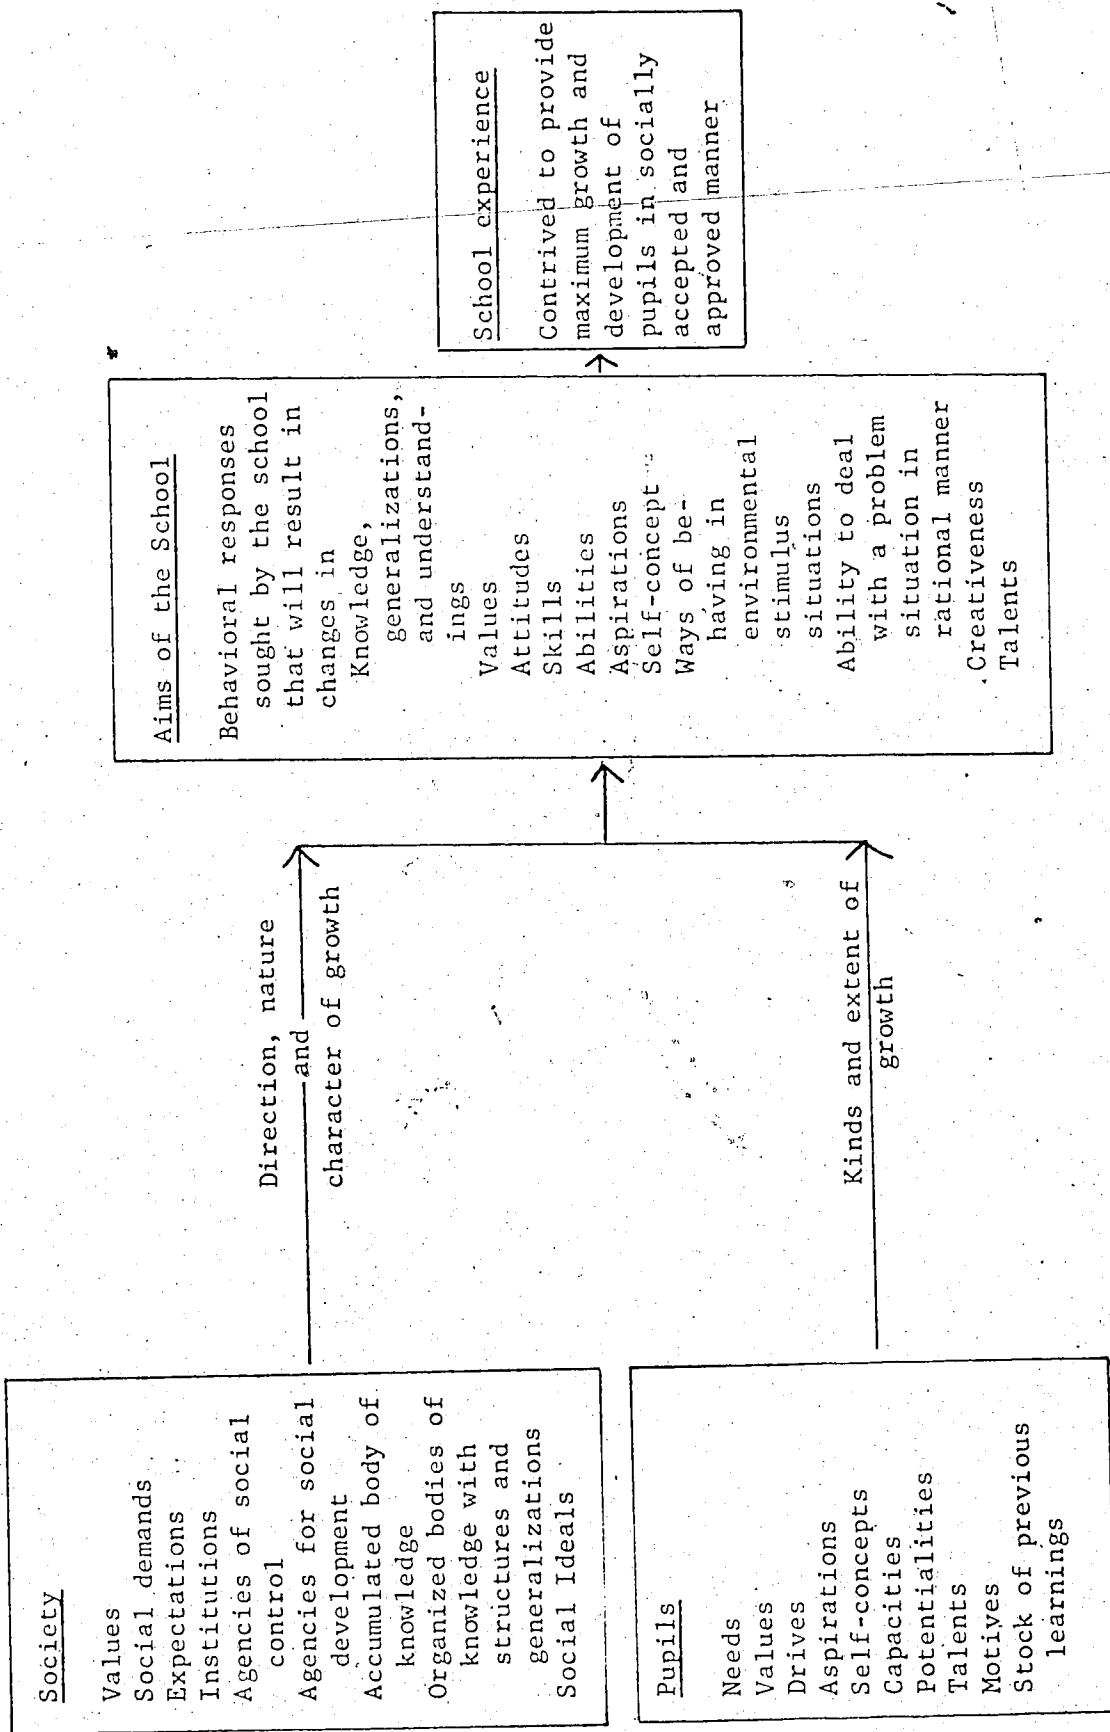 Society
Values
Social demands
Expectations
Institutions
Agencies of social
control
Agencies for social
development
Accumulated body of
knowledge
Organized bodies of
knowledge with
structures and
generalizations
Social Ideals
Pupils
Needs
Values
Drives
Aspirations
Self-concepts
Capacities
Potentialities
Talents
Motives
Stock of previous
learnings
Direction, nature
and
character of growth
Kinds and extent of
growth
Aims of the School
Behavioral responses
sought by the school
that will result in
changes in
Knowledge,
generalizations,
and understand-
ings
Values
Attitudes
Skills
Abilities
Aspirations
Self-concept
Ways of be-
having in
environmental
stimulus
situations
Ability to deal
with a problem
situation in
rational manner
Creativeness
Talents
School experience
Contrived to provide
maximum growth and
development of
pupils in socially
accepted and
approved manner